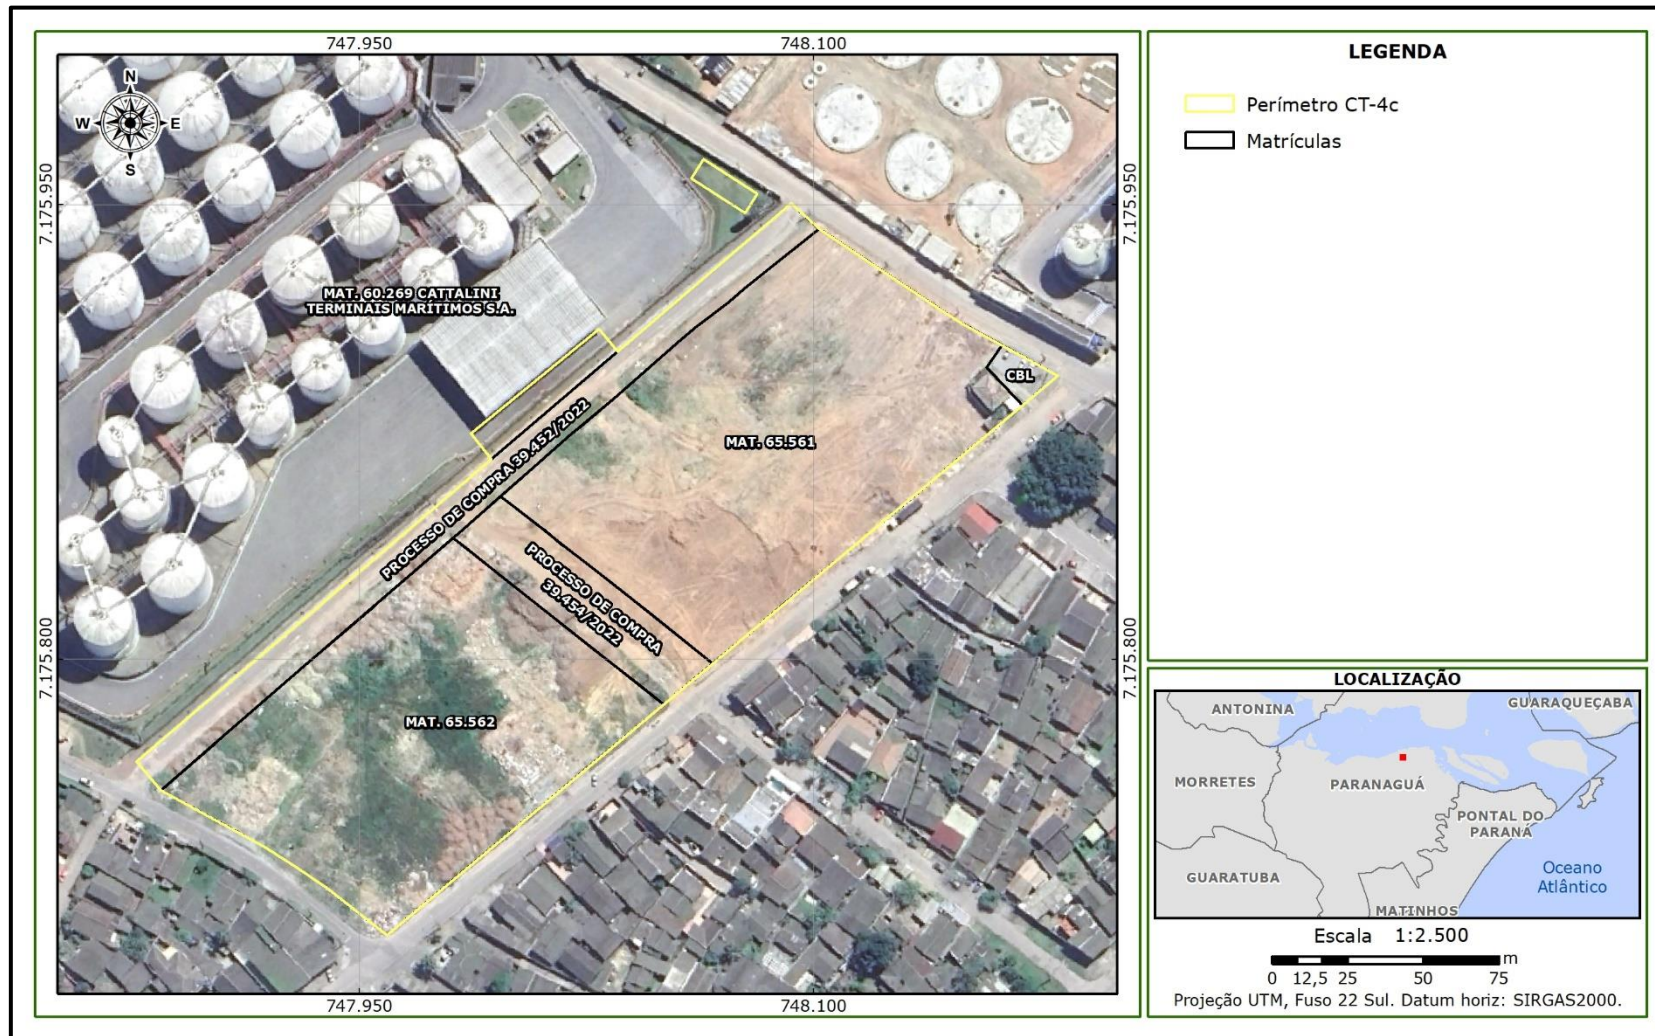 747.950
748.100
N
W
E
S
7.175.950
7.175.950
MAT. 60.269 CATTALINI
TERMINAIS MARÍTIMOS S.A.
CBL
PROCESSO DE COMPRA 39.452/2022
MAT. 65.561
PROCESSO DE COMPRA
39.454/2022
7.175.800
7.175.800
MAT. 65.562
747.950
748.100
LEGENDA
Perímetro CT-4c
Matrículas
LOCALIZAÇÃO
ANTONINA
GUARAQUEÇABA
MORRETES
PARANAGUÁ
PONTAL DO
PARANÁ
GUARATUBA
Oceano
Atlântico
MATINHOS
Escala 1:2.500
0 12,5 25 50 75 m
Projeção UTM, Fuso 22 Sul. Datum horiz: SIRGAS2000.